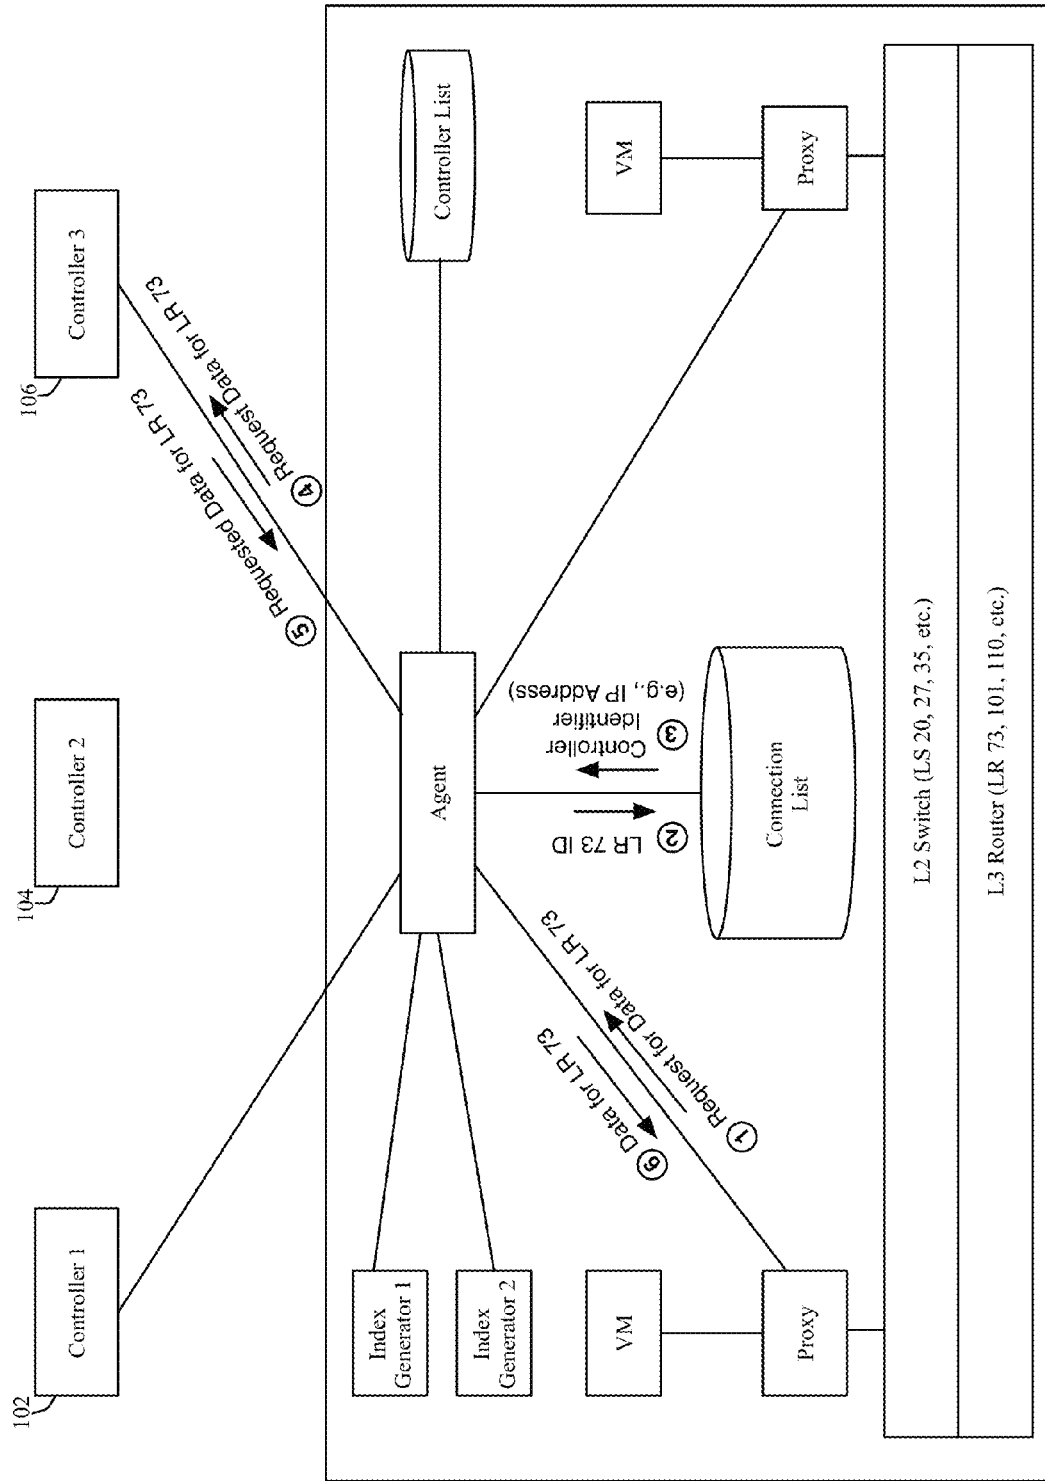 102
Controller 1
104
Controller 2
106
Controller 3
④ Request Data for LR 73
⑤ Requested Data for LR 73
Index
Generator 1
Index
Generator 2
Agent
Controller List
VM
VM
① Request for Data for LR 73
⑥ Data for LR 73
② LR 73 ID
③ Controller
Identifier
(e.g., IP Address)
Connection
List
Proxy
Proxy
L2 Switch (LS 20, 27, 35, etc.)
L3 Router (LR 73, 101, 110, etc.)